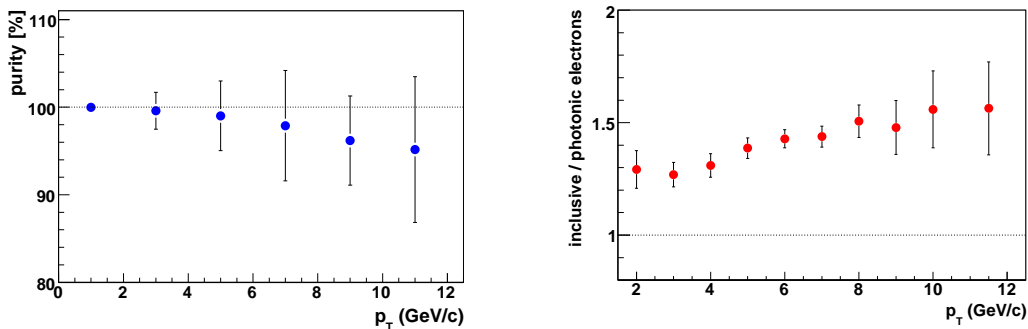 purity [%]
110
100
90
80
0 2 4 6 8 10 12
p_T (GeV/c)
inclusive / photonic electrons
2
1.5
1
2 4 6 8 10 12
p_T (GeV/c)